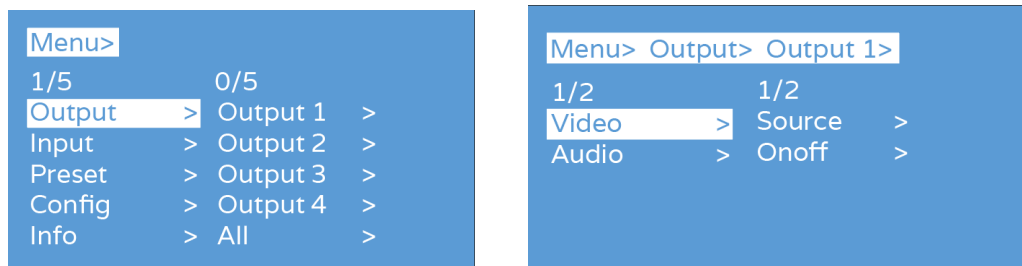 Menu>
1/5 0/5
Output > Output 1 >
Input > Output 2 >
Preset > Output 3 >
Config > Output 4 >
Info > All >
Menu> Output> Output 1>
1/2 1/2
Video > Source >
Audio > Onoff >